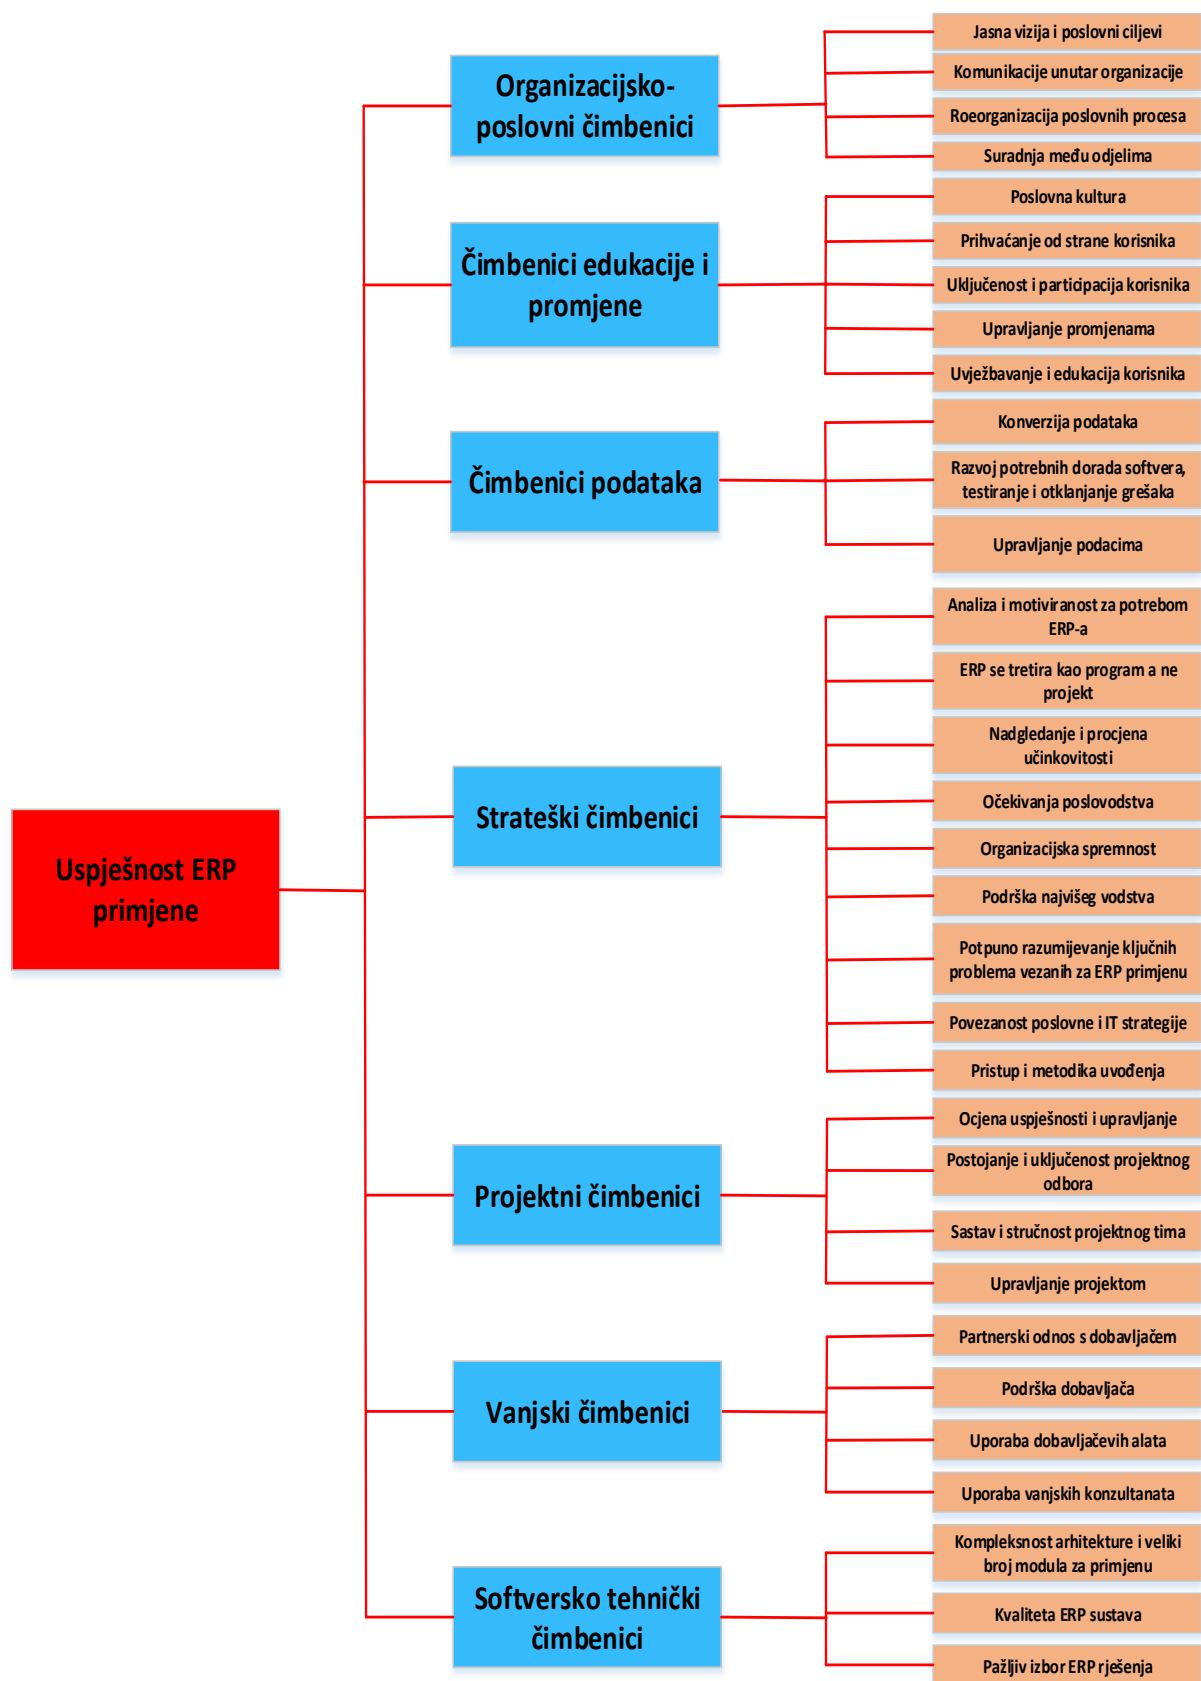 Uspješnost ERP
primjene
Organizacijsko-
poslovni čimbenici
Jasna vizija i poslovni ciljevi
Komunikacije unutar organizacije
Roeorganizacija poslovnih procesa
Suradnja među odjelima
Čimbenici edukacije i
promjene
Poslovna kultura
Prihvaćanje od strane korisnika
Uključenost i participacija korisnika
Upravljanje promjenama
Uvježbavanje i edukacija korisnika
Čimbenici podataka
Konverzija podataka
Razvoj potrebnih dorada softvera,
testiranje i otklanjanje grešaka
Upravljanje podacima
Strateški čimbenici
Analiza i motiviranost za potrebom
ERP-a
ERP se tretira kao program a ne
projekt
Nadgledanje i procjena
učinkovitosti
Očekivanja poslovodstva
Organizacijska spremnost
Podrška najvišeg vodstva
Potpuno razumijevanje ključnih
problema vezanih za ERP primjenu
Povezanost poslovne i IT strategije
Pristup i metodika uvođenja
Projektni čimbenici
Ocjena uspješnosti i upravljanje
Postojanje i uključenost projektnog
odbora
Sastav i stručnost projektnog tima
Upravljanje projektom
Vanjski čimbenici
Partnerski odnos s dobavljačem
Podrška dobavljača
Uporaba dobavljačevih alata
Uporaba vanjskih konzultanata
Softversko tehnički
čimbenici
Kompleksnost arhitekture i veliki
broj modula za primjenu
Kvaliteta ERP sustava
Pažljiv izbor ERP rješenja